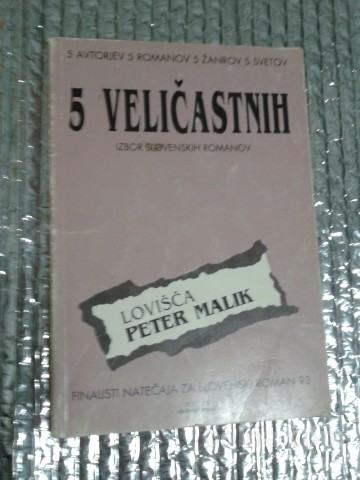 5 AVTORJEV 5 ROMANOV 5 ŽANROV 5 SVETOV
5 VELIČASTNIH
IZBOR SLOVENSKIH ROMANOV
LOVIŠČA
PETER MALIK
FINALISTI NATEČAJA ZA SLOVENSKI ROMAN 93